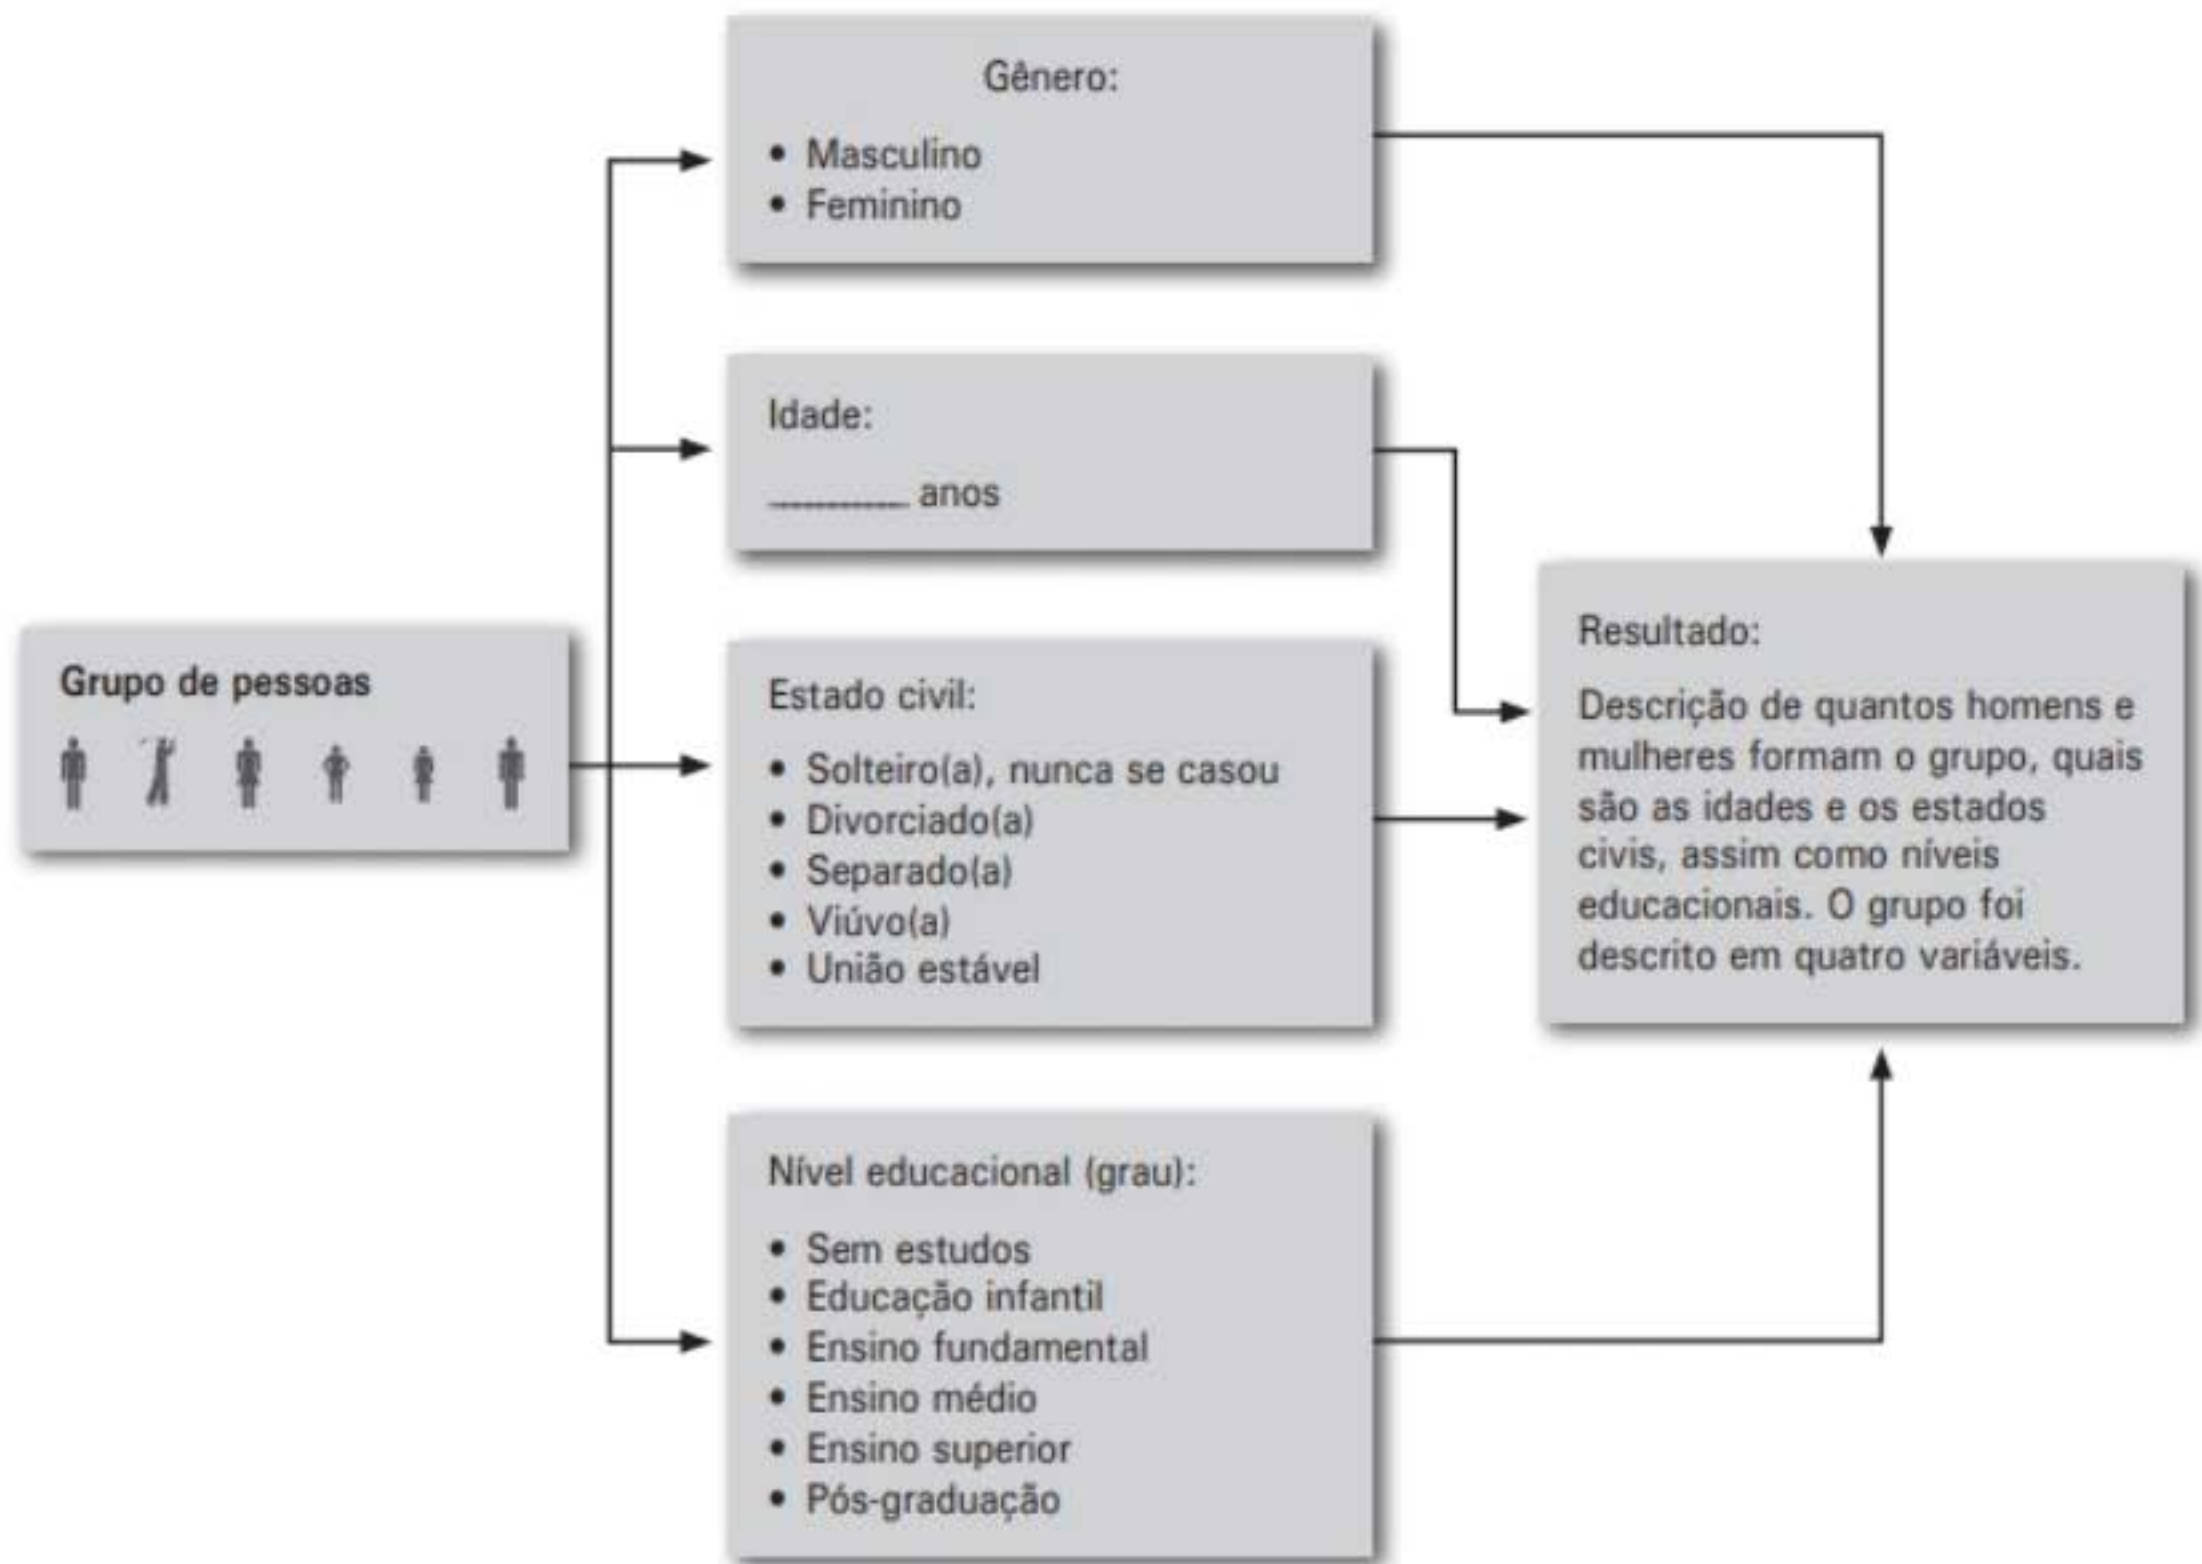 Gênero:
• Masculino
• Feminino
Idade:
__________ anos
Grupo de pessoas
Estado civil:
• Solteiro(a), nunca se casou
• Divorciado(a)
• Separado(a)
• Viúvo(a)
• União estável
Nível educacional (grau):
• Sem estudos
• Educação infantil
• Ensino fundamental
• Ensino médio
• Ensino superior
• Pós-graduação
Resultado:
Descrição de quantos homens e
mulheres formam o grupo, quais
são as idades e os estados
civis, assim como níveis
educacionais. O grupo foi
descrito em quatro variáveis.